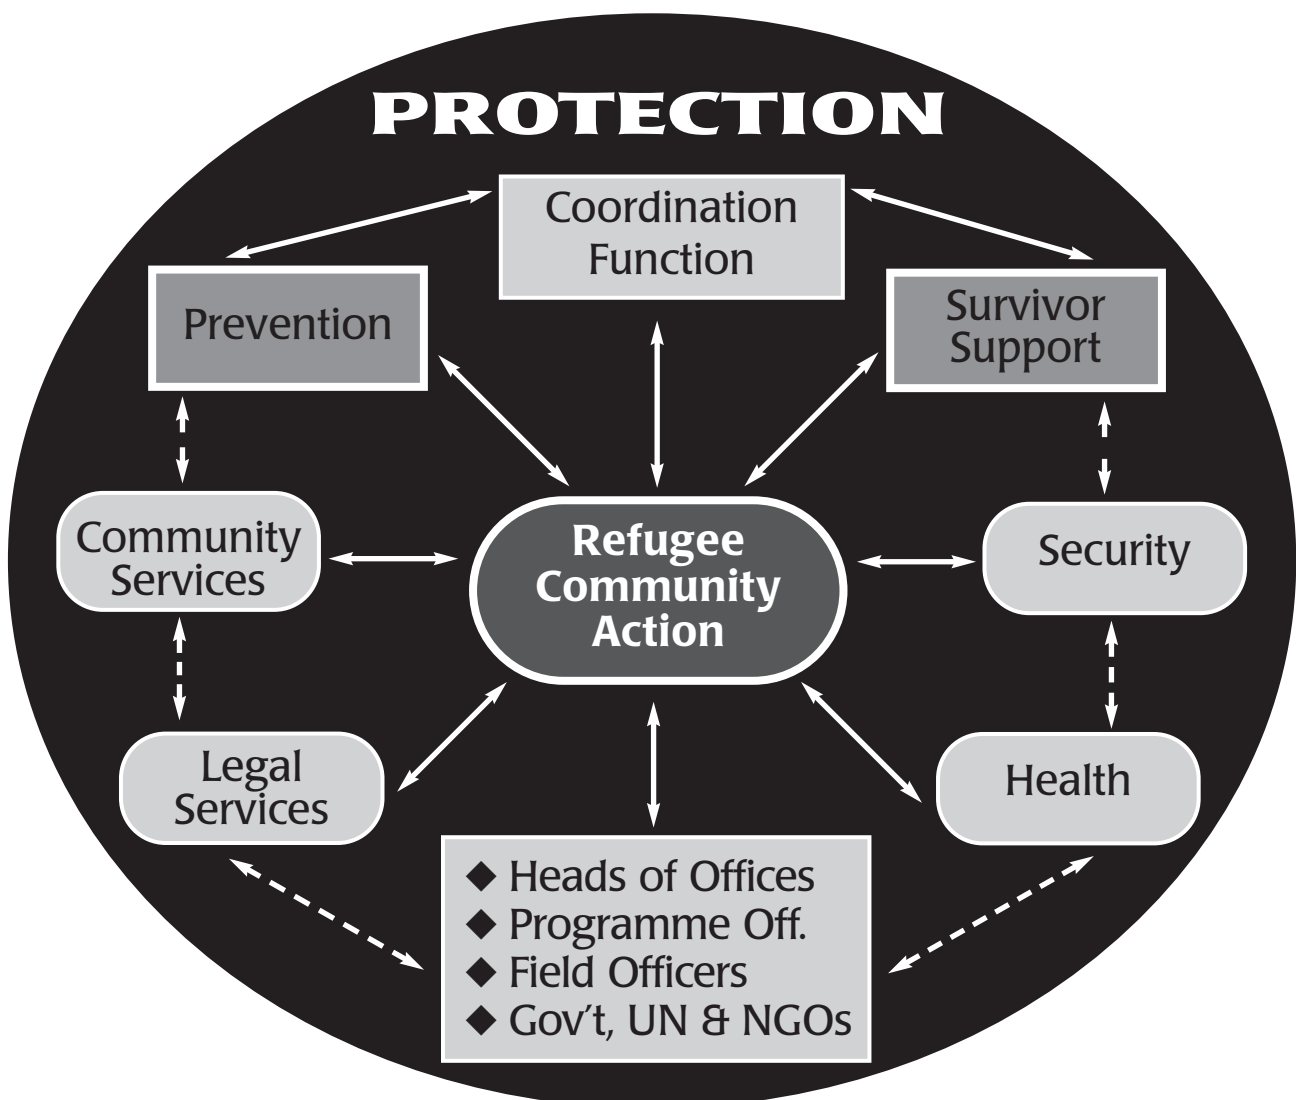 PROTECTION
Coordination
Function
Prevention
Survivor
Support
Community
Services
Refugee
Community
Action
Security
Legal
Services
Health
◆ Heads of Offices
◆ Programme Off.
◆ Field Officers
◆ Gov’t, UN & NGOs